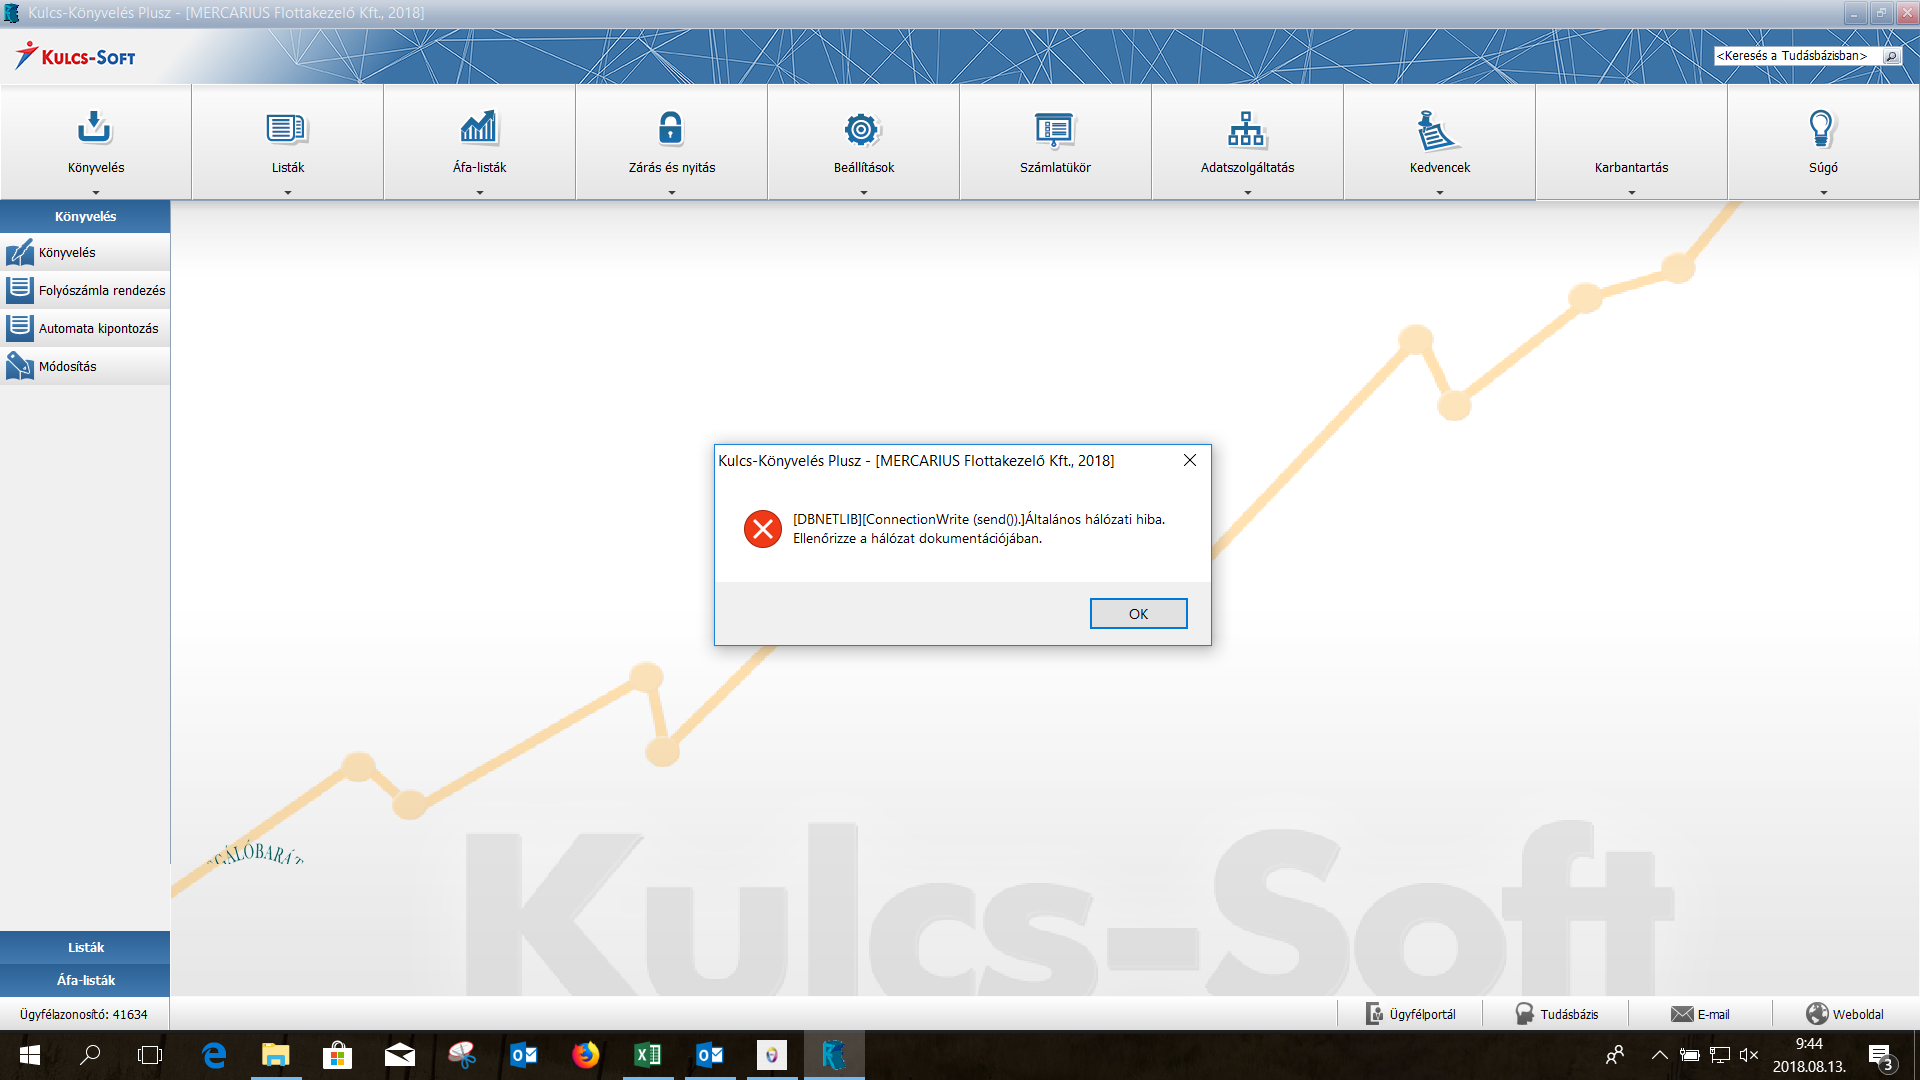 Kulcs-Könyvelés Plusz - [MERCARIUS Flottakezelő Kft., 2018]
KULCS-SOFT
<Keresés a Tudásbázisban>
Könyvelés
Listák
Áfa-listák
Zárás és nyitás
Beállítások
Számlatükör
Adatszolgáltatás
Kedvencek
Karbantartás
Súgó
Könyvelés
Könyvelés
Folyószámla rendezés
Automata kipontozás
Módosítás
Kulcs-Könyvelés Plusz - [MERCARIUS Flottakezelő Kft., 2018]
[DBNETLIB][ConnectionWrite (send()).]Általános hálózati hiba.
Ellenőrizze a hálózat dokumentációjában.
OK
Kulcs-Soft
Listák
Áfa-listák
Ügyfélazonosító: 41634
Ügyfélportál
Tudásbázis
E-mail
Weboldal
9:44
2018.08.13.
3